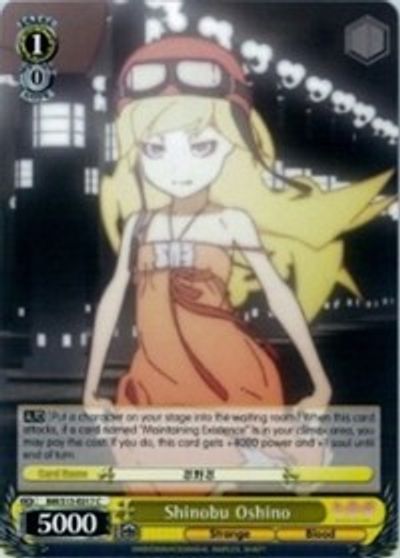 LEVEL
1
0
AUTO [Put a character on your stage into the waiting room] When this card
attacks, if a card named "Maintaining Existence" is in your climax area, you
may pay the cost. If you do, this card gets +4000 power and +1 soul until
end of turn.
Card Name
5000
Shinobu Oshino
Strange Blood